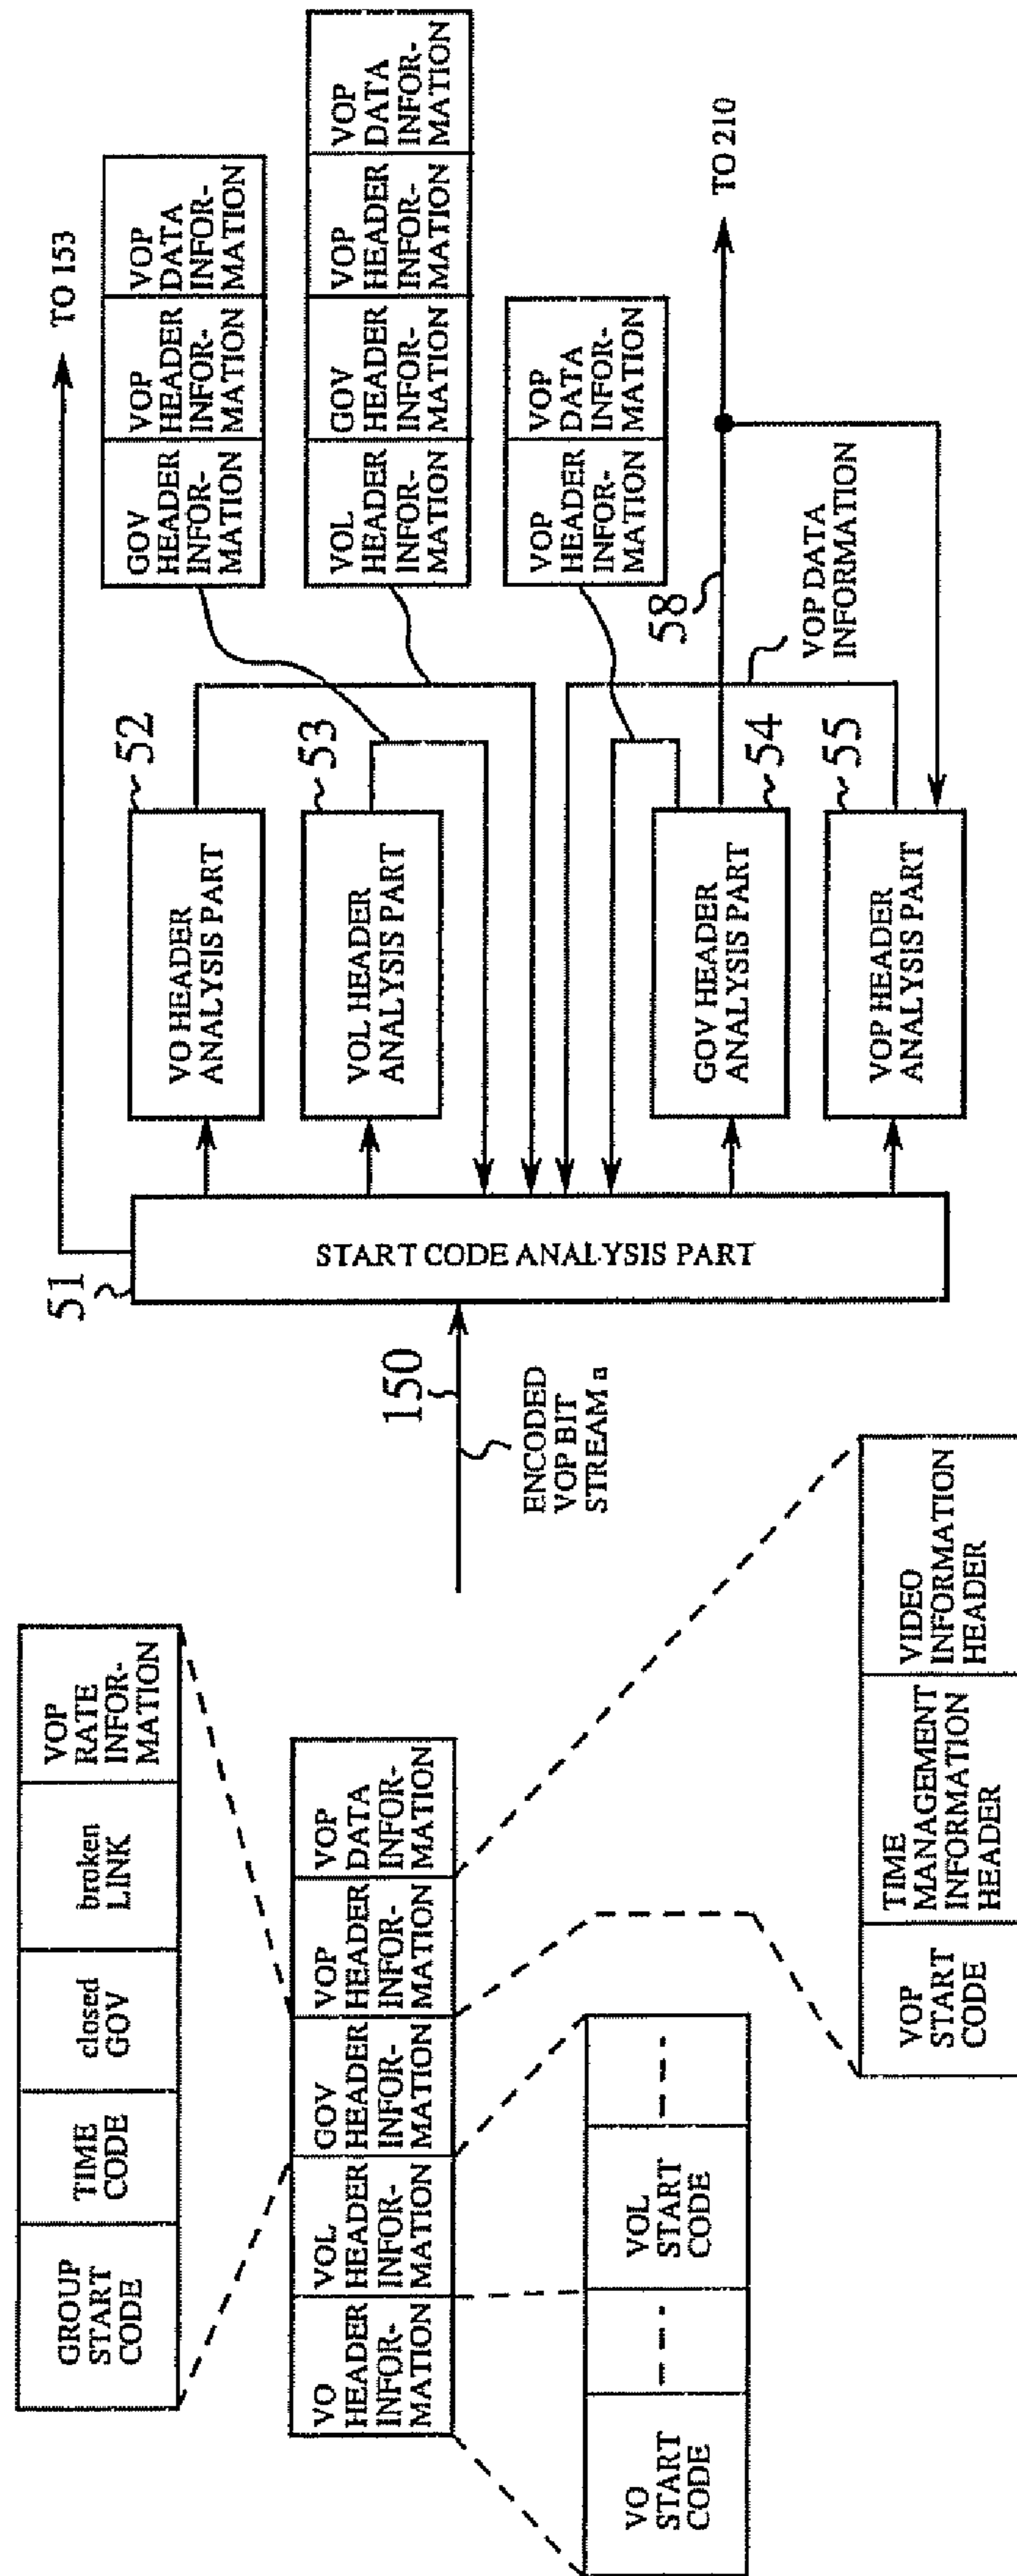 GROUP
START
CODE
TIME
CODE
closed
GOV
broken
LINK
VOP
RATE
INFOR-
MATION
VO
HEADER
INFOR-
MATION
VOL
HEADER
INFOR-
MATION
GOV
HEADER
INFOR-
MATION
VOP
HEADER
INFOR-
MATION
VOP
DATA
INFOR-
MATION
VO
START
CODE
VOL
START
CODE
VOP
START
CODE
TIME
MANAGEMENT
INFORMATION
HEADER
VIDEO
INFORMATION
HEADER
150
ENCODED
VOP BIT
STREAM a
51
START CODE ANALYSIS PART
TO 153
52
VO HEADER
ANALYSIS PART
53
VOL HEADER
ANALYSIS PART
54
GOV HEADER
ANALYSIS PART
55
VOP HEADER
ANALYSIS PART
GOV
HEADER
INFOR-
MATION
VOP
HEADER
INFOR-
MATION
VOP
DATA
INFOR-
MATION
VOL
HEADER
INFOR-
MATION
GOV
HEADER
INFOR-
MATION
VOP
HEADER
INFOR-
MATION
VOP
DATA
INFOR-
MATION
VOP
HEADER
INFOR-
MATION
VOP
DATA
INFOR-
MATION
58
TO 210
VOP DATA
INFORMATION